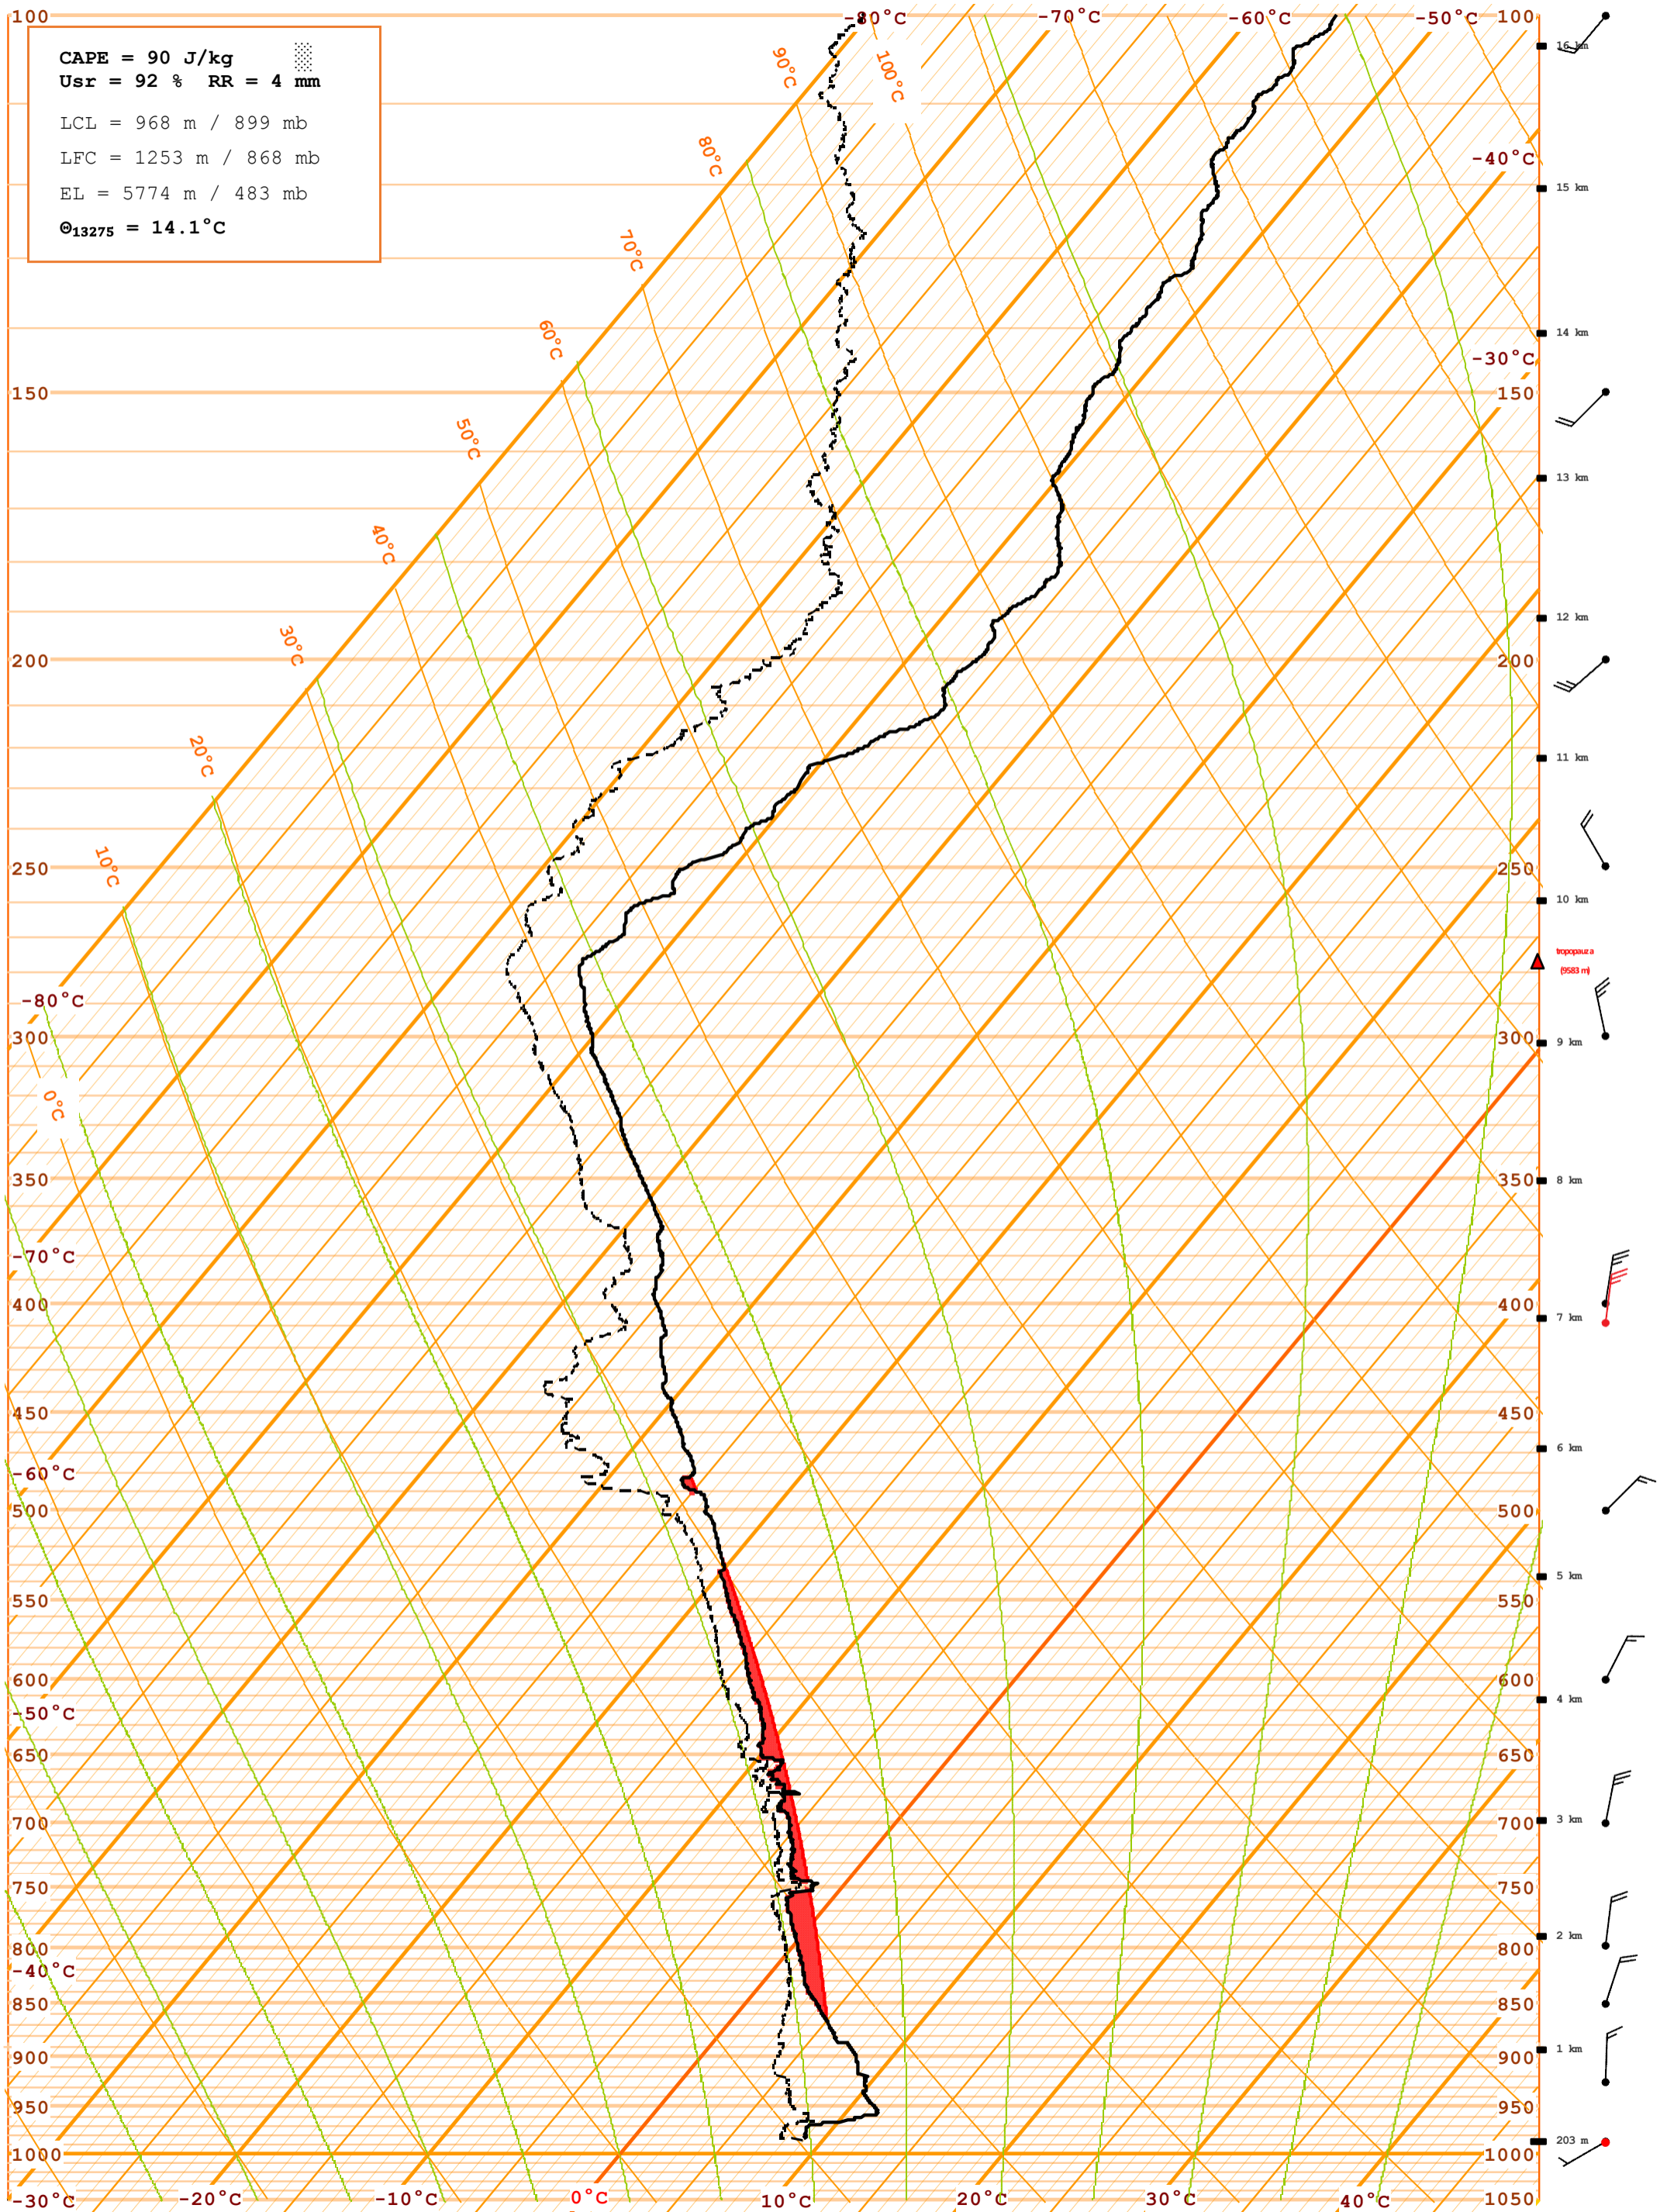 100 -80°C -70°C -60°C -50°C 100
CAPE = 90 J/kg
Usr = 92 % RR = 4 mm
LCL = 968 m / 899 mb
LFC = 1253 m / 868 mb
EL = 5774 m / 483 mb
Θ13275 = 14.1°C
16 km
90°C 100°C
80°C -40°C
15 km
70°C
60°C 14 km
-30°C
150 150
50°C
13 km
40°C
12 km
30°C
200 200
20°C 11 km
10°C 250 250
10 km
tropopauza
(9583 m)
-80°C
300 300
9 km
0°C
350 350 8 km
-70°C
400 400
7 km
450 450
6 km
-60°C
500 500
5 km
550 550
600 600
4 km
-50°C
650 650
700 700 3 km
750 750
2 km
800 800
-40°C
850 850
1 km
900 900
950 950
203 m
1000 1000
-30°C -20°C -10°C 0°C 10°C 20°C 30°C 40°C 1050